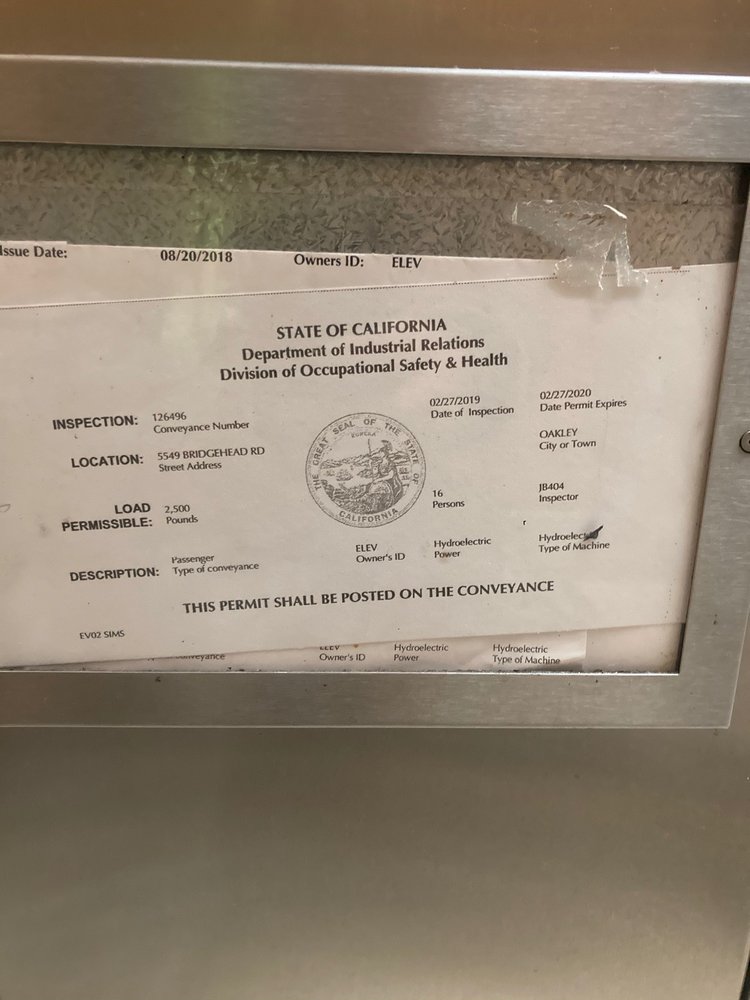 Issue Date: 08/20/2018 Owners ID: ELEV
STATE OF CALIFORNIA
Department of Industrial Relations
Division of Occupational Safety & Health
INSPECTION: 126496
Conveyance Number
02/27/2019
Date of Inspection
02/27/2020
Date Permit Expires
LOCATION: 5549 BRIDGEHEAD RD
Street Address
OAKLEY
City or Town
THE GREAT SEAL OF THE STATE OF CALIFORNIA
EUREKA
LOAD PERMISSIBLE: 2,500
Pounds
16
Persons
JB404
Inspector
DESCRIPTION: Passenger
Type of conveyance
ELEV
Owner's ID
Hydroelectric
Power
Type of Machine
THIS PERMIT SHALL BE POSTED ON THE CONVEYANCE
EV02 SIMS
ELEV
Owner's ID
Hydroelectric
Power
Hydroelectric
Type of Machine